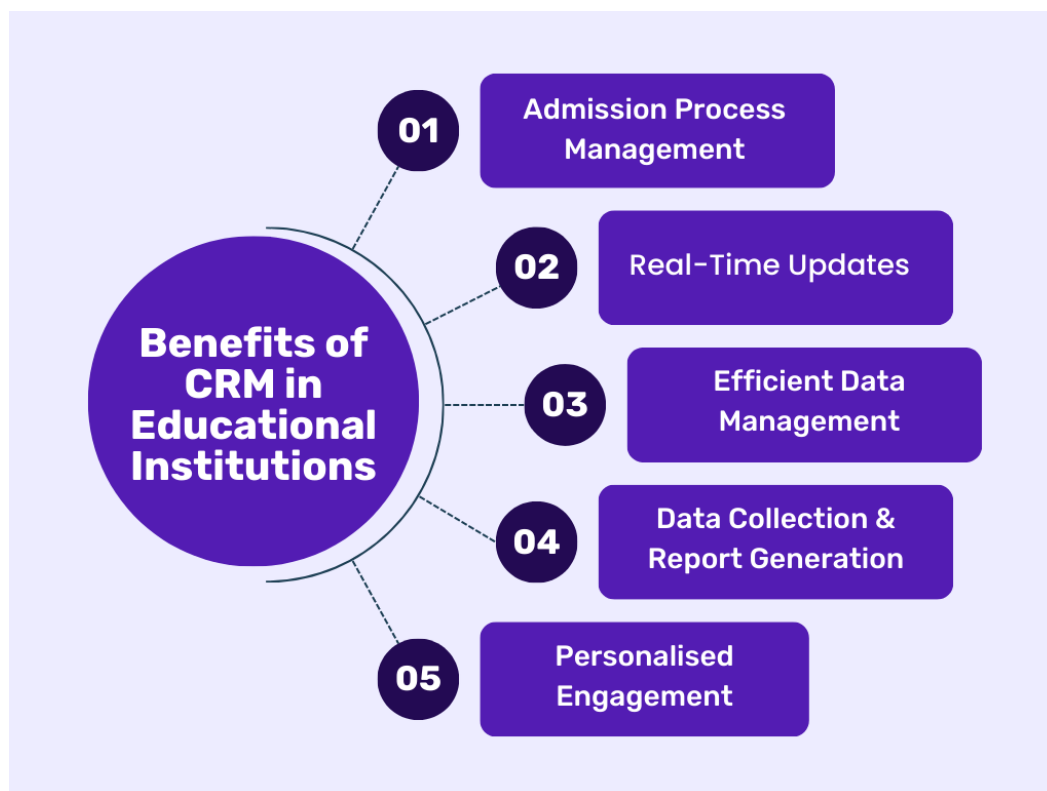 Benefits of
CRM in
Educational
Institutions
01
Admission Process
Management
02
Real-Time Updates
03
Efficient Data
Management
04
Data Collection &
Report Generation
05
Personalised
Engagement